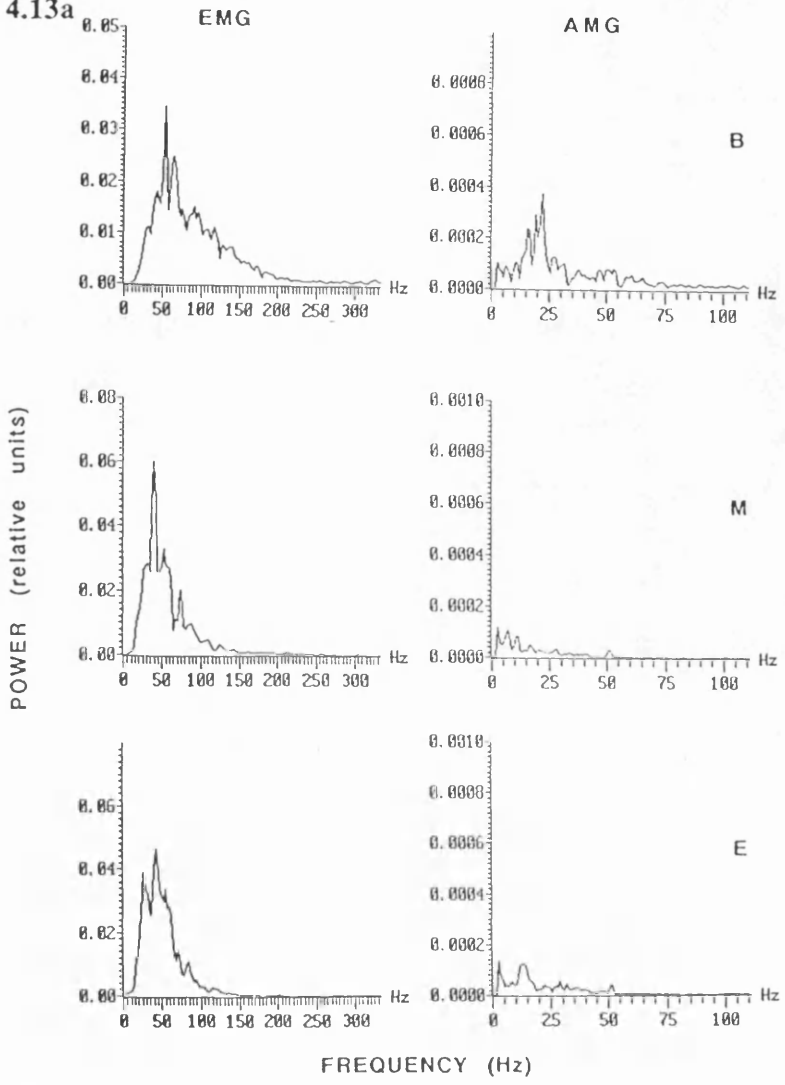 4.13a
EMG
AMG
0.05
0.04
0.03
0.02
0.01
0.00
0 50 100 150 200 250 300
Hz
0.0008
0.0006
0.0004
0.0002
0.0000
0 25 50 75 100
Hz
B
0.08
0.06
0.04
0.02
0.00
0 50 100 150 200 250 300
Hz
0.0010
0.0008
0.0006
0.0004
0.0002
0.0000
0 25 50 75 100
Hz
M
0.06
0.04
0.02
0.00
0 50 100 150 200 250 300
Hz
0.0010
0.0008
0.0006
0.0004
0.0002
0.0000
0 25 50 75 100
Hz
E
POWER (relative units)
FREQUENCY (Hz)